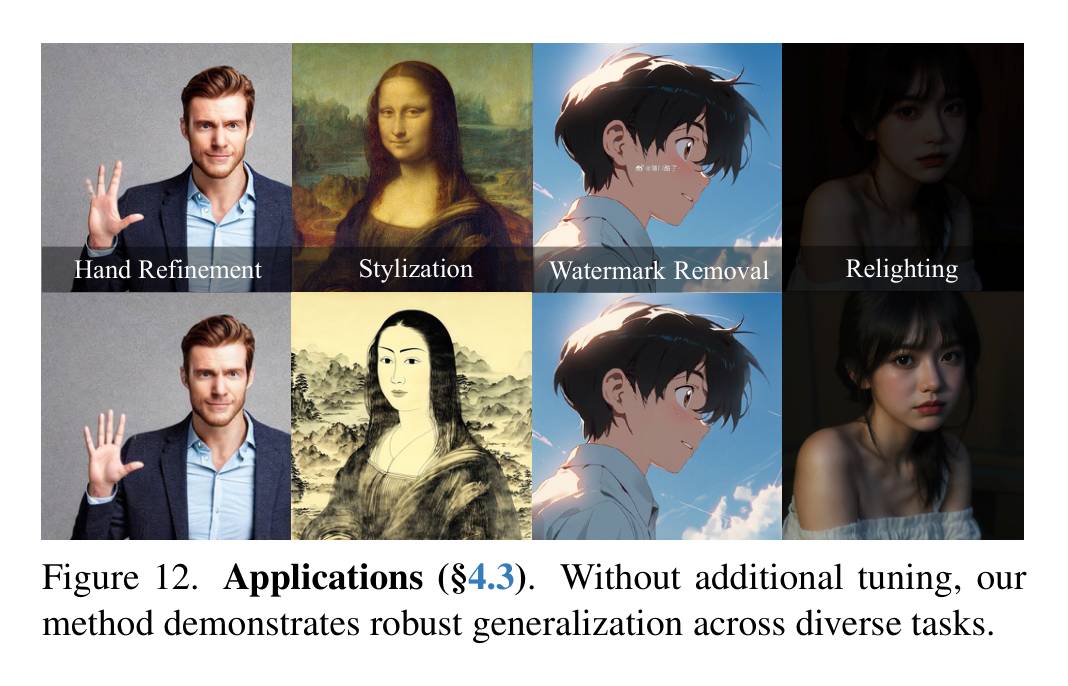 Hand Refinement
Stylization
Watermark Removal
Relighting
Figure 12. Applications (§4.3). Without additional tuning, our
method demonstrates robust generalization across diverse tasks.